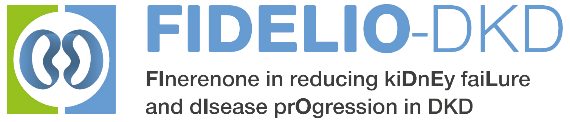 FIDELIO-DKD
FInerenone in reducing kiDnEy faiLure
and dIsease prOgression in DKD